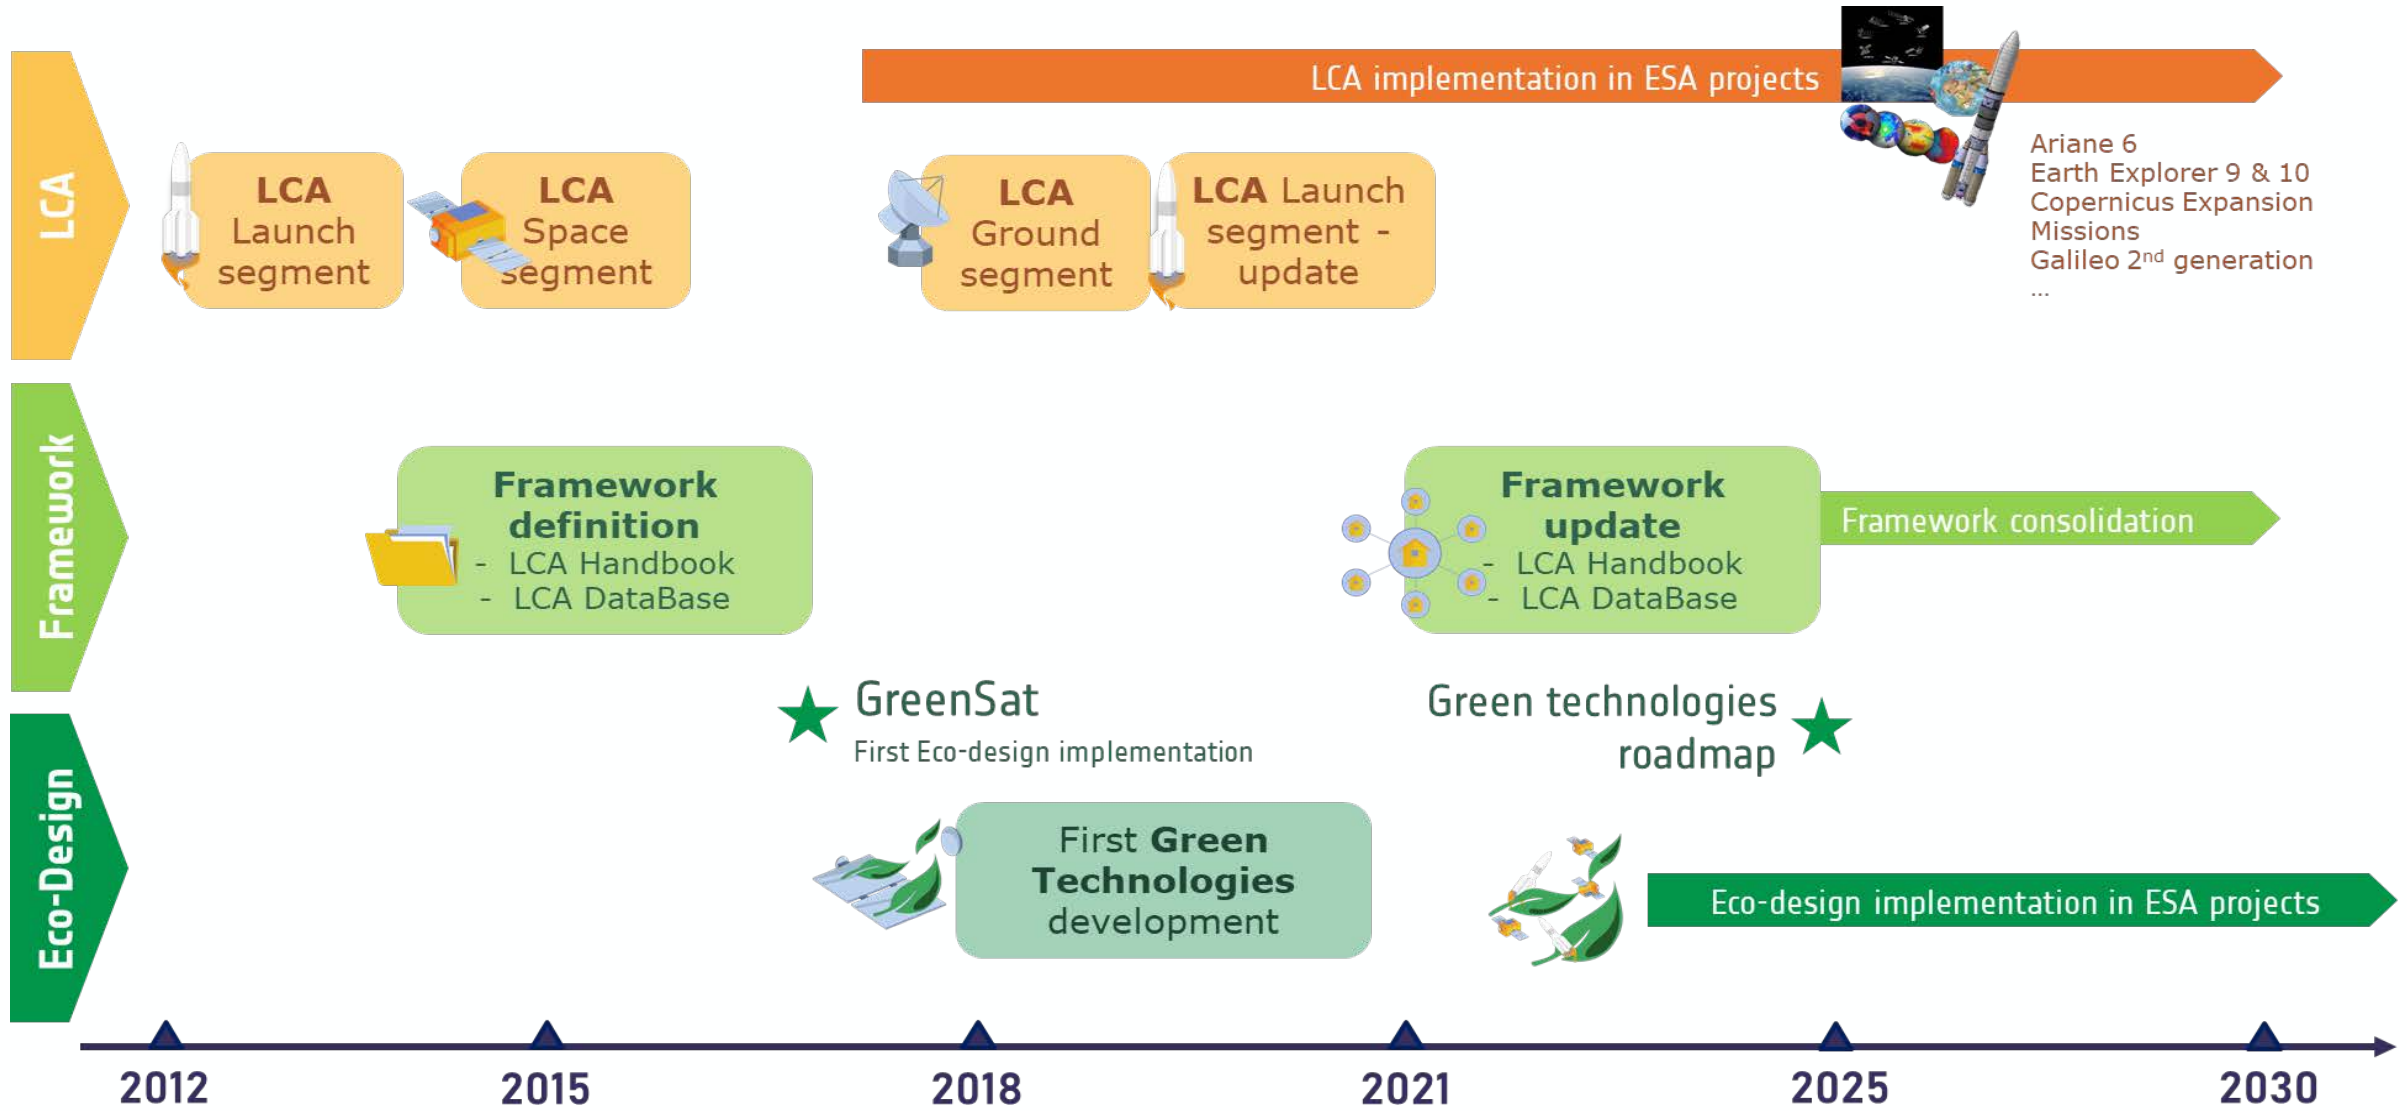 LCA
LCA implementation in ESA projects
LCA
Launch
segment
LCA
Space
segment
LCA
Ground
segment
LCA Launch
segment -
update
Ariane 6
Earth Explorer 9 & 10
Copernicus Expansion
Missions
Galileo 2nd generation
...
Framework
Framework
definition
- LCA Handbook
- LCA DataBase
Framework
update
- LCA Handbook
- LCA DataBase
Framework consolidation
Eco-Design
GreenSat
First Eco-design implementation
Green technologies
roadmap
First Green
Technologies
development
Eco-design implementation in ESA projects
2012
2015
2018
2021
2025
2030